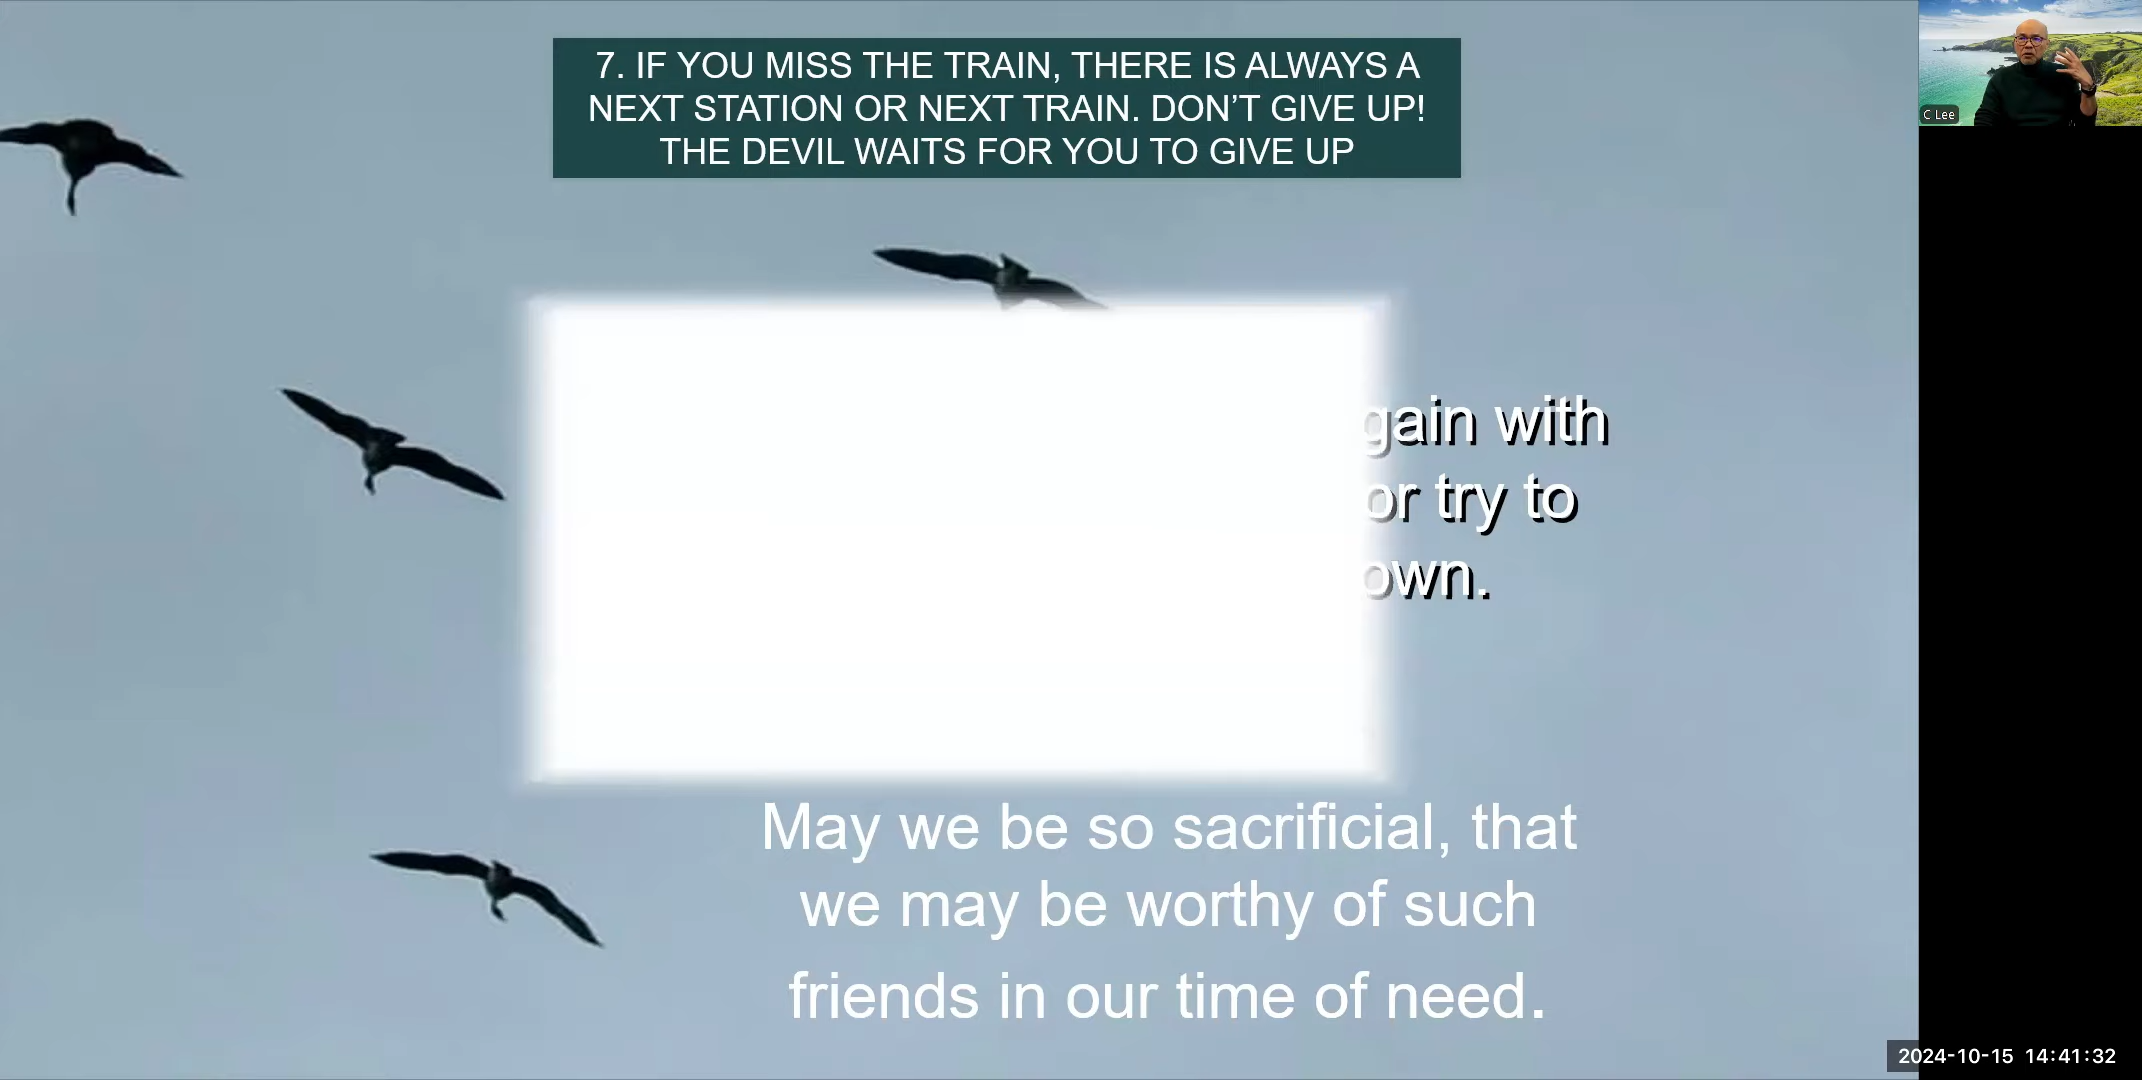 7. IF YOU MISS THE TRAIN, THERE IS ALWAYS A
NEXT STATION OR NEXT TRAIN. DON’T GIVE UP!
THE DEVIL WAITS FOR YOU TO GIVE UP
C Lee
gain with
or try to
own.
May we be so sacrificial, that
we may be worthy of such
friends in our time of need.
2024-10-15 14:41:32